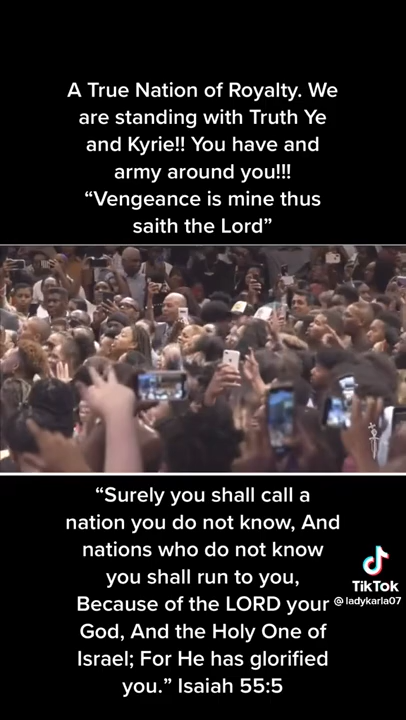 A True Nation of Royalty. We
are standing with Truth Ye
and Kyrie!! You have and
army around you!!!
“Vengeance is mine thus
saith the Lord”
“Surely you shall call a
nation you do not know, And
nations who do not know
you shall run to you,
Because of the LORD your
God, And the Holy One of
Israel; For He has glorified
you.” Isaiah 55:5
TikTok
@ladykarla07